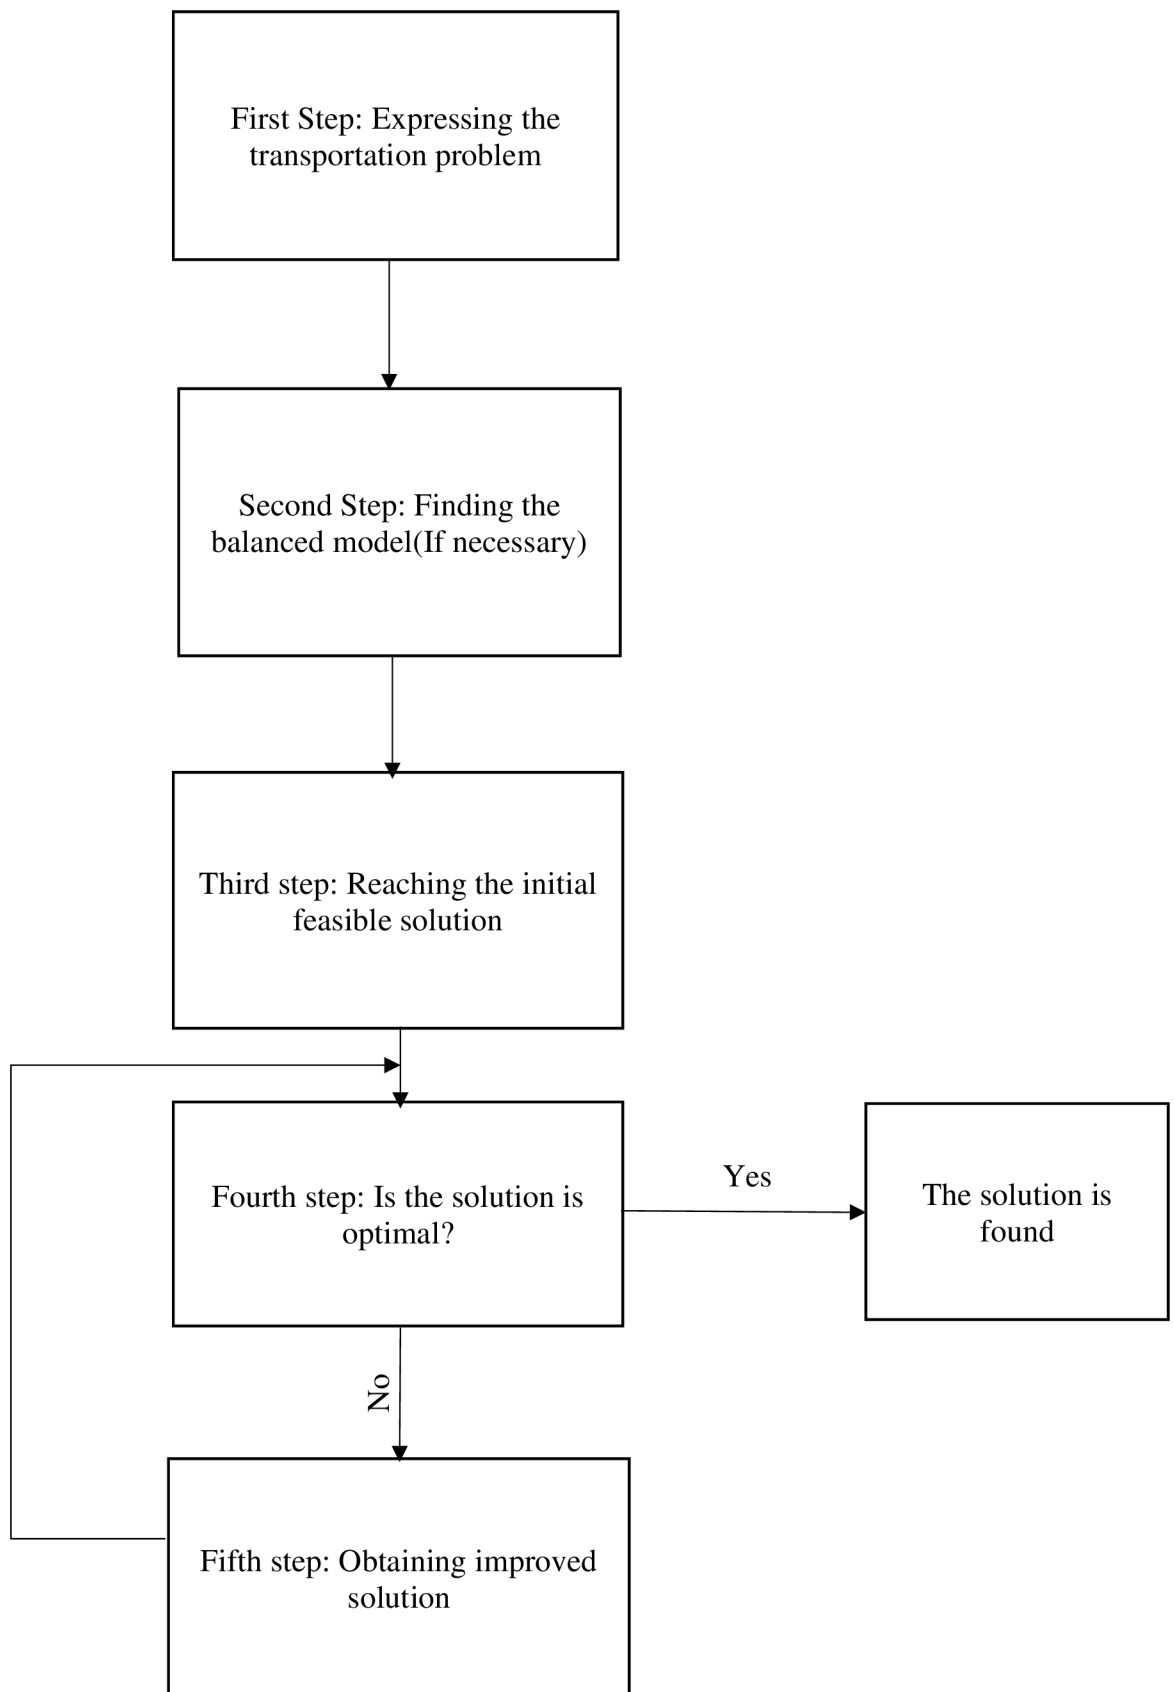 First Step: Expressing the
transportation problem
Second Step: Finding the
balanced model(If necessary)
Third step: Reaching the initial
feasible solution
Fourth step: Is the solution is
optimal?
Yes
The solution is
found
No
Fifth step: Obtaining improved
solution